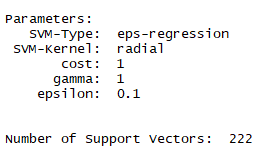 Parameters:
   SVM-Type:  eps-regression
 SVM-Kernel:  radial
       cost:  1
      gamma:  1
    epsilon:  0.1
Number of Support Vectors:  222